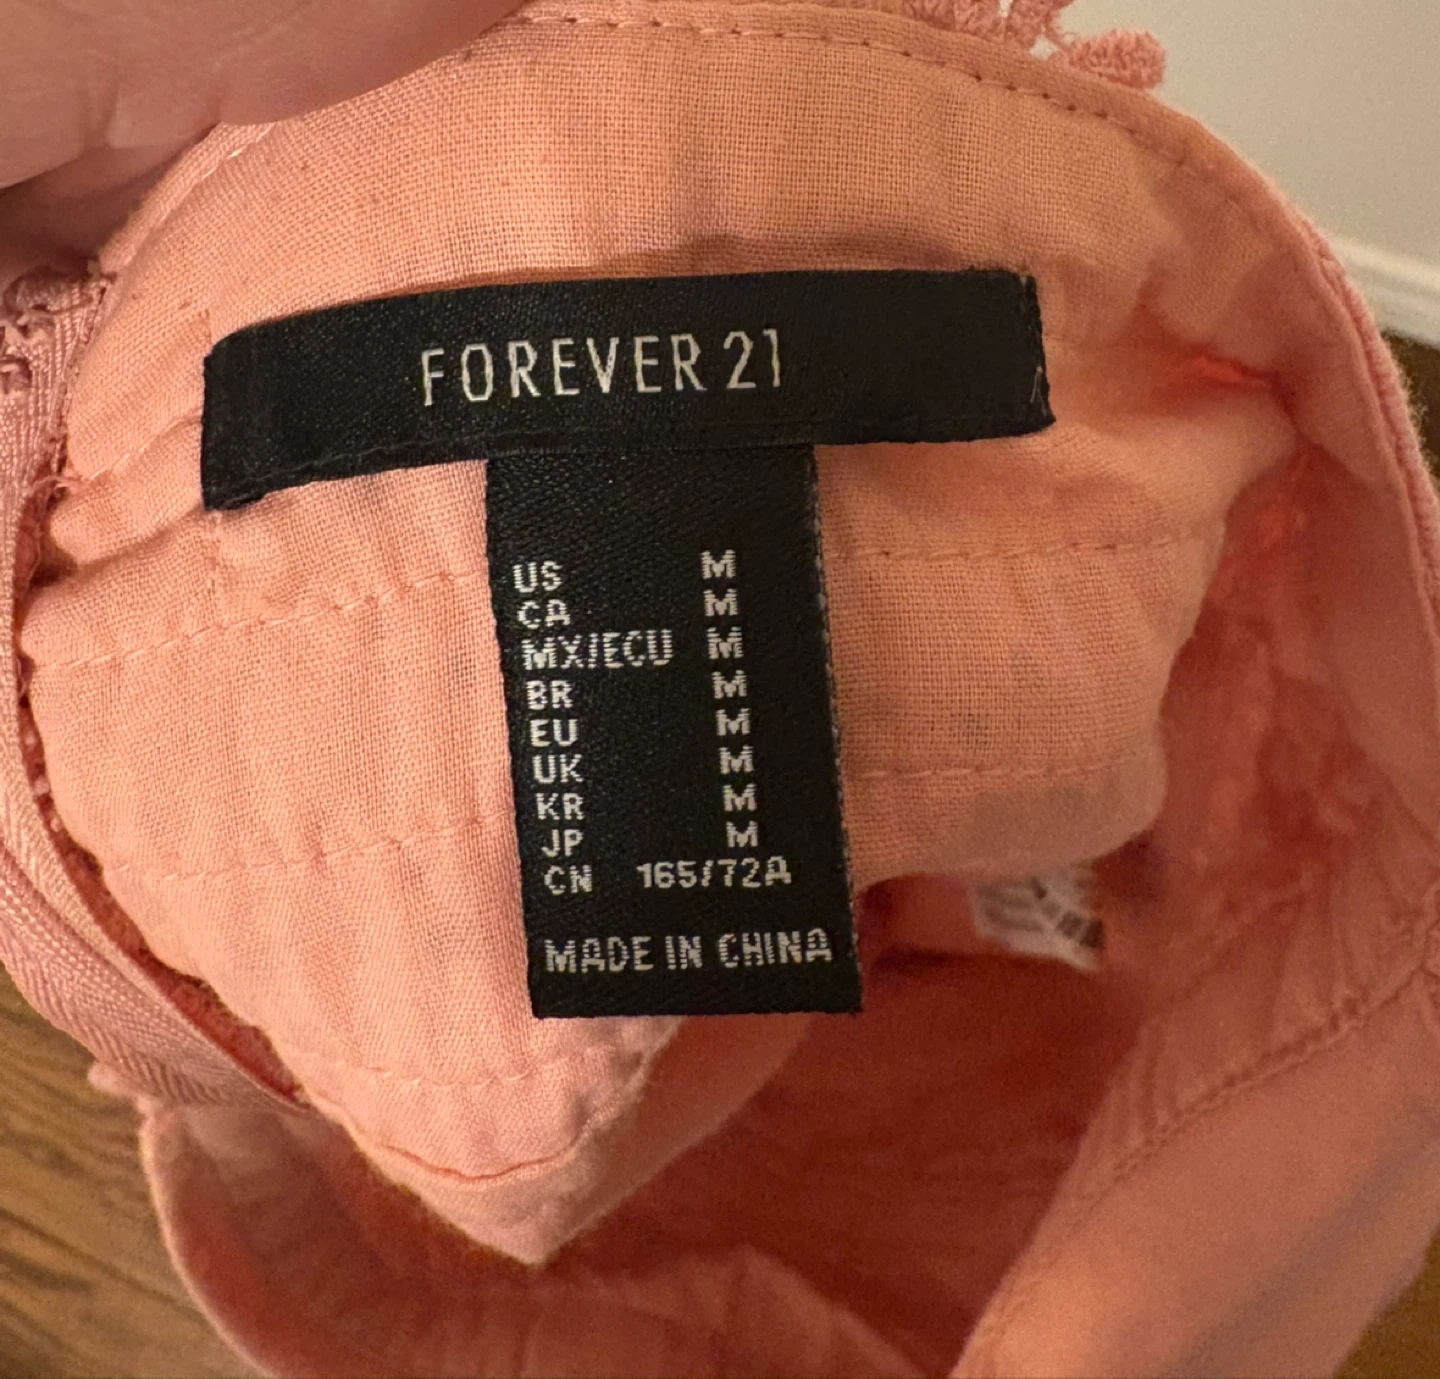 FOREVER 21
US M
CA M
MX/ECU M
BR M
EU M
UK M
KR M
JP M
CN 165/72A
MADE IN CHINA